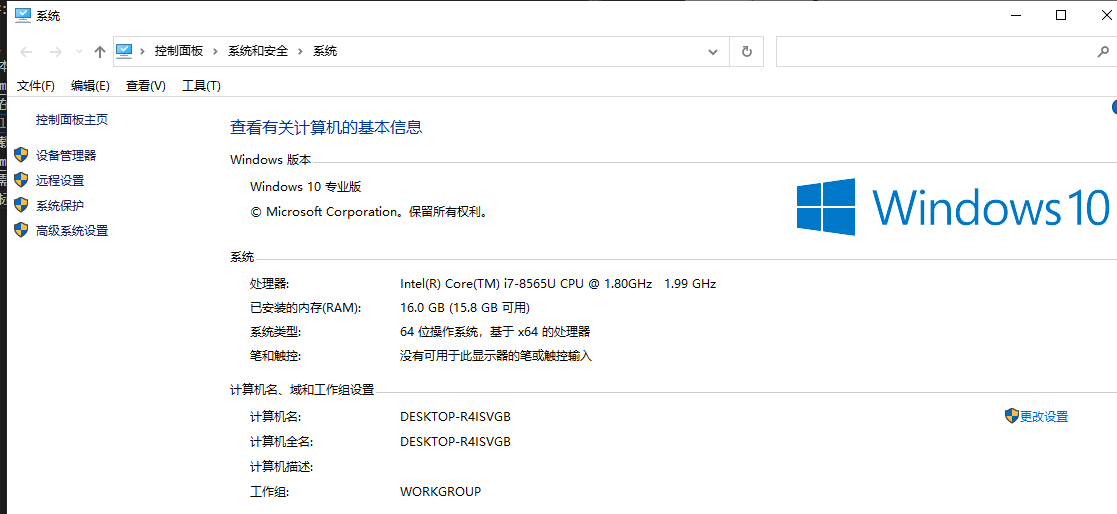 系统
控制面板 系统和安全 系统
文件(F) 编辑(E) 查看(V) 工具(T)
控制面板主页
设备管理器
远程设置
系统保护
高级系统设置
查看有关计算机的基本信息
Windows 版本
Windows 10 专业版
© Microsoft Corporation。保留所有权利。
Windows 10
系统
处理器: Intel(R) Core(TM) i7-8565U CPU @ 1.80GHz 1.99 GHz
已安装的内存(RAM): 16.0 GB (15.8 GB 可用)
系统类型: 64 位操作系统，基于 x64 的处理器
笔和触控: 没有可用于此显示器的笔或触控输入
计算机名、域和工作组设置
计算机名: DESKTOP-R4ISVGB 更改设置
计算机全名: DESKTOP-R4ISVGB
计算机描述:
工作组: WORKGROUP